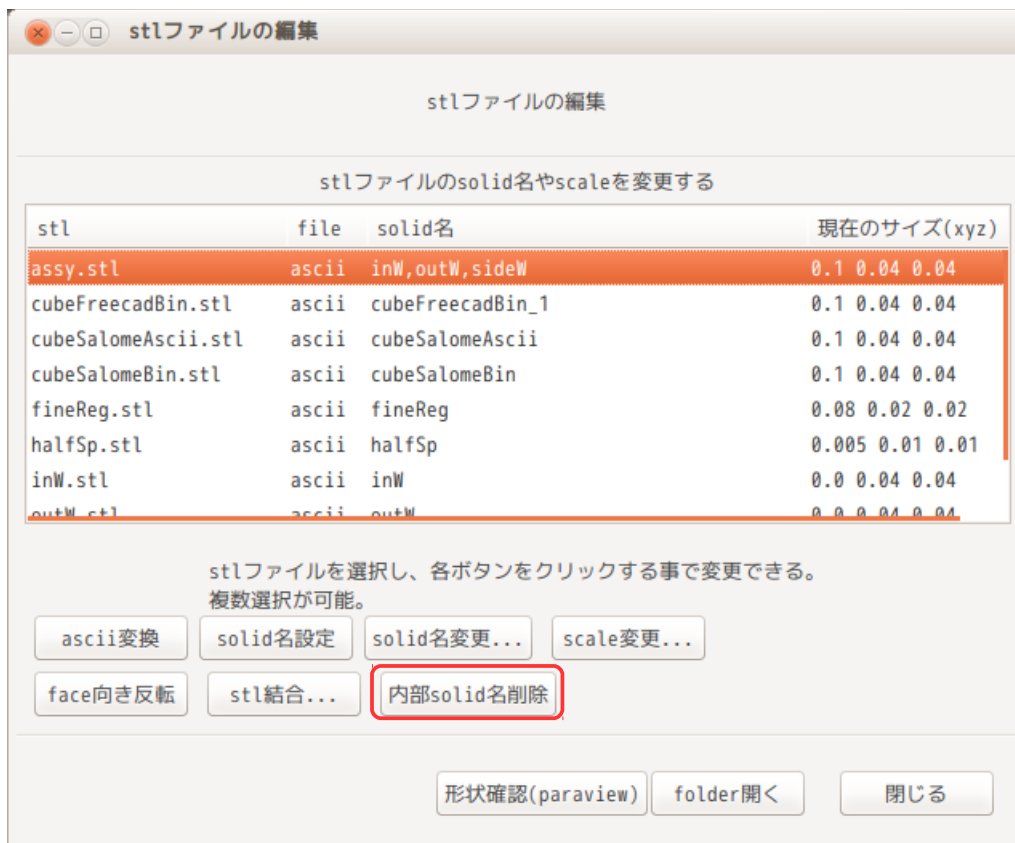 stlファイルの編集
stlファイルの編集
stlファイルのsolid名やscaleを変更する
stl file solid名 現在のサイズ(xyz)
assy.stl ascii inW,outW,sideW 0.1 0.04 0.04
cubeFreecadBin.stl ascii cubeFreecadBin_1 0.1 0.04 0.04
cubeSalomeAscii.stl ascii cubeSalomeAscii 0.1 0.04 0.04
cubeSalomeBin.stl ascii cubeSalomeBin 0.1 0.04 0.04
fineReg.stl ascii fineReg 0.08 0.02 0.02
halfSp.stl ascii halfSp 0.005 0.01 0.01
inW.stl ascii inW 0.0 0.04 0.04
outW.stl ascii outW 0.0 0.04 0.04
stlファイルを選択し、各ボタンをクリックする事で変更できる。
複数選択が可能。
ascii変換 solid名設定 solid名変更... scale変更...
face向き反転 stl結合... 内部solid名削除
形状確認(paraview) folder開く 閉じる